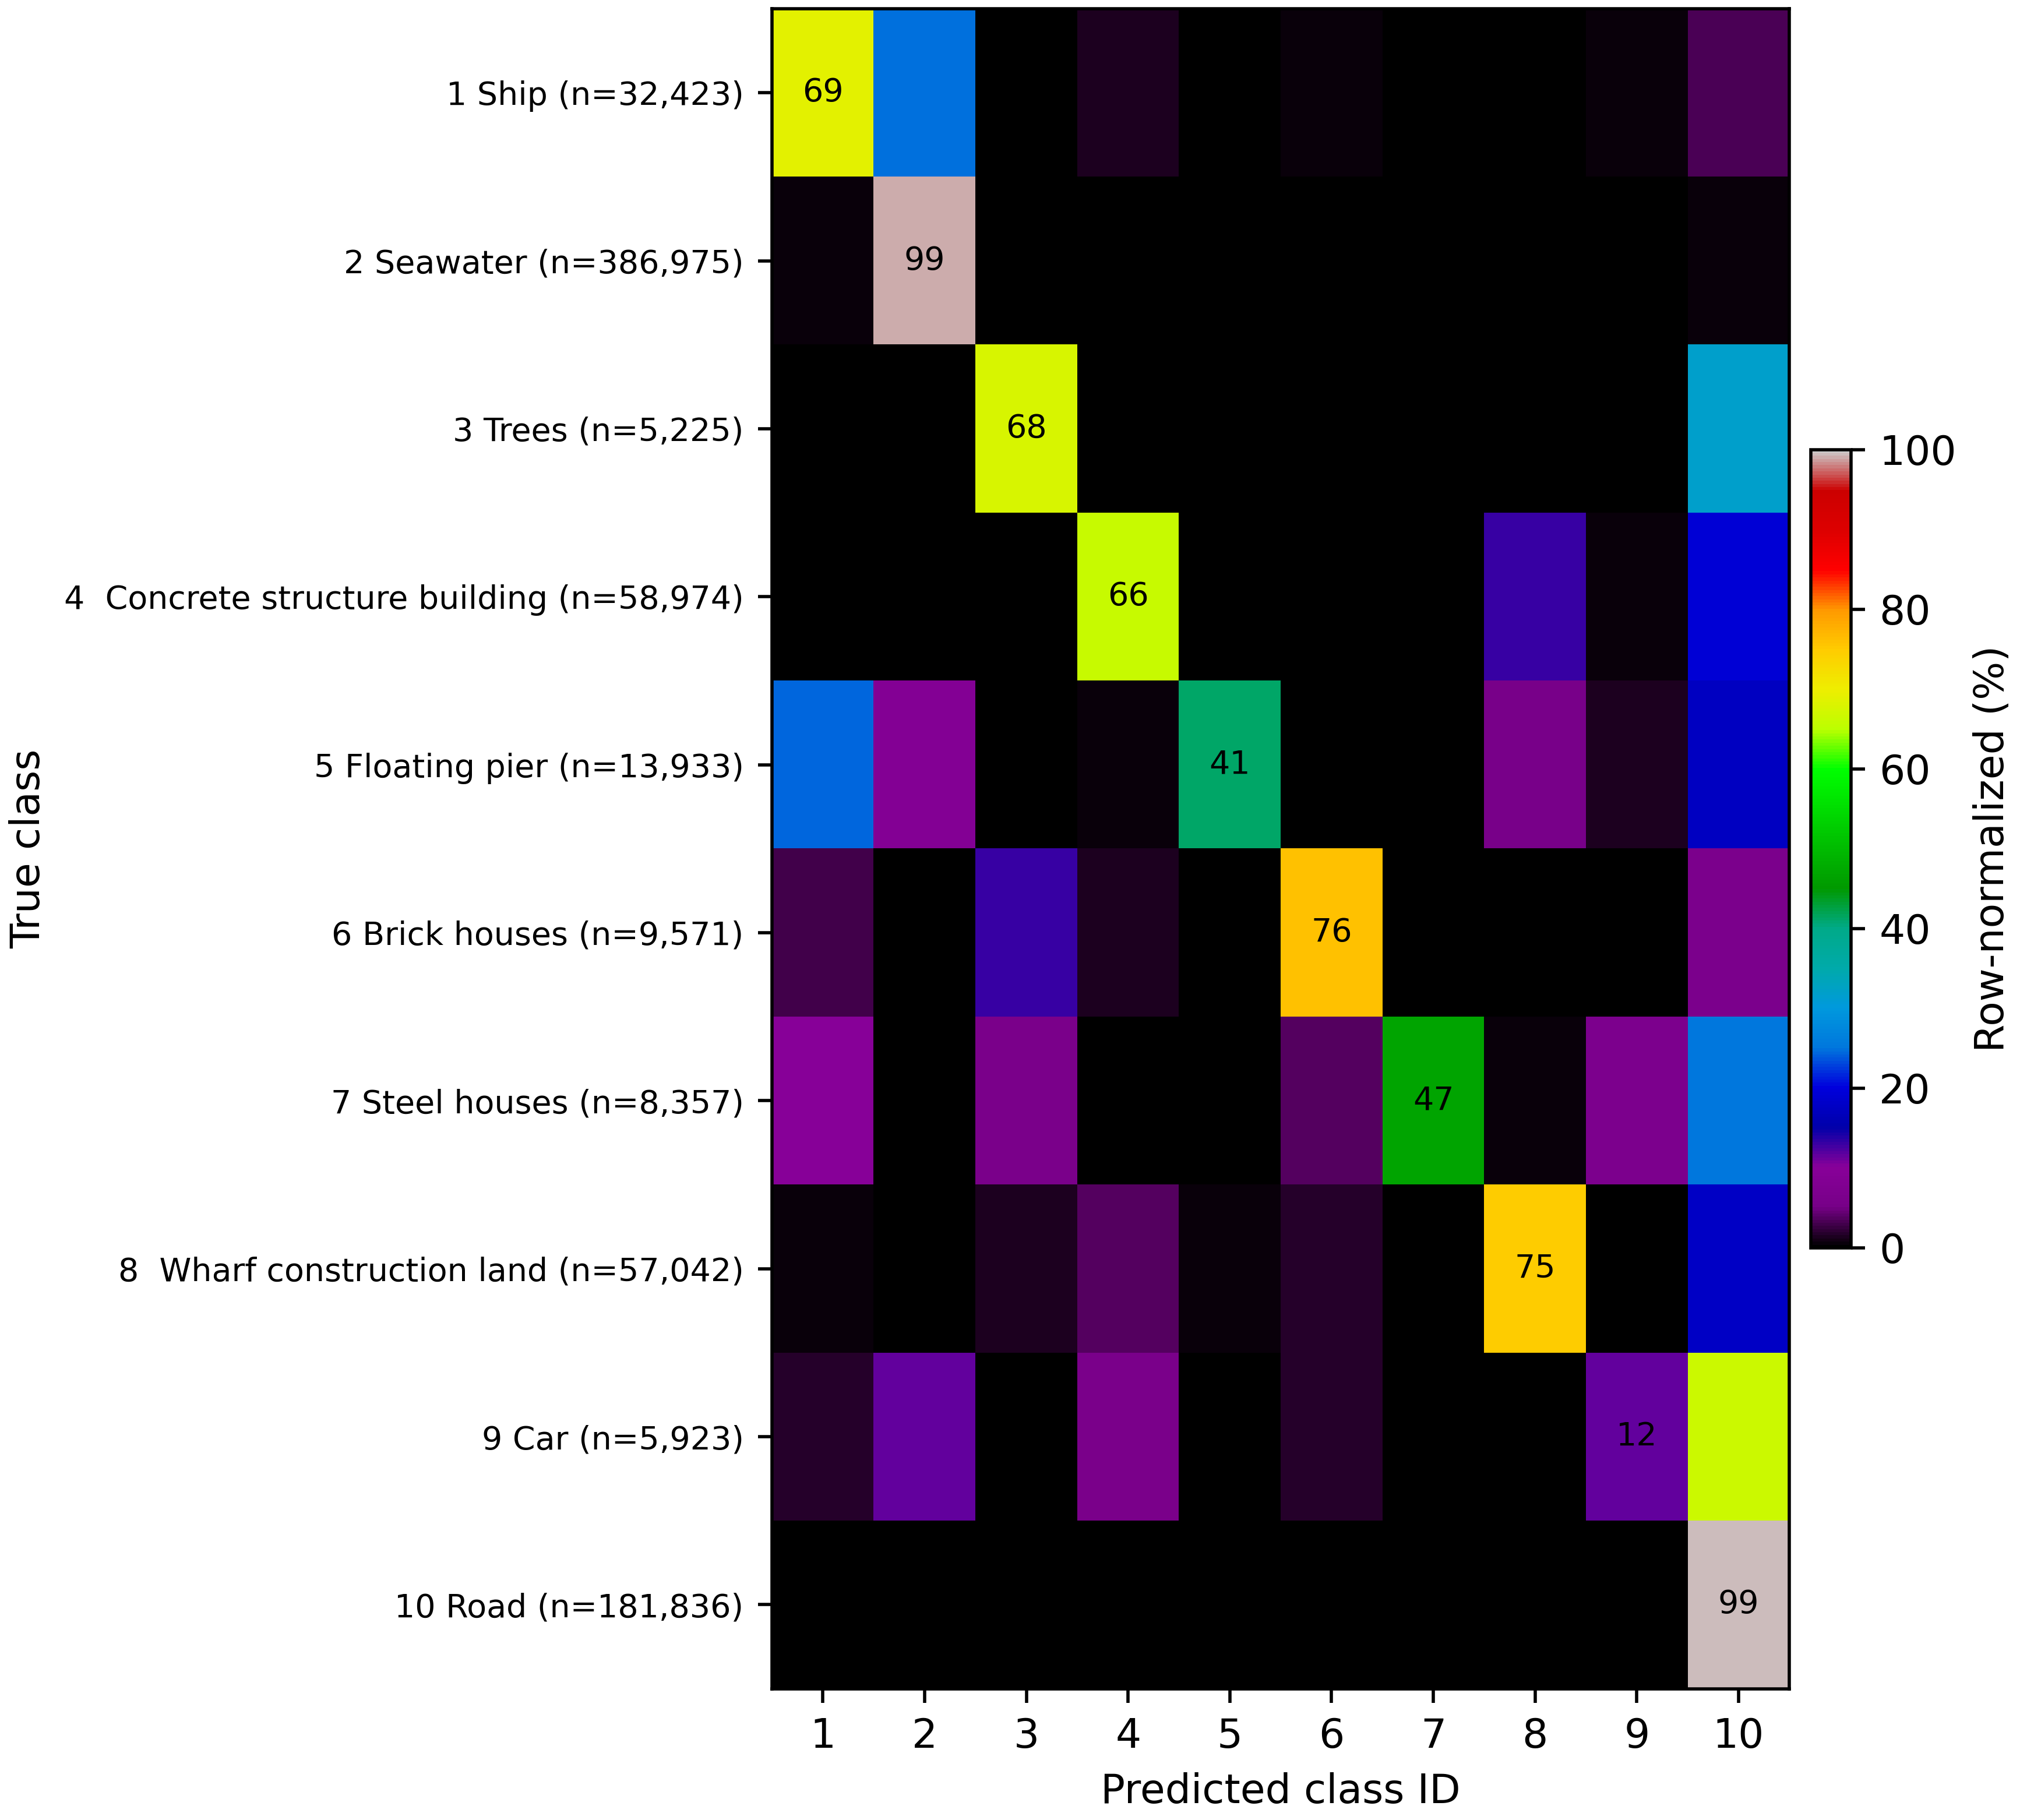 1 Ship (n=32,423)
69
2 Seawater (n=386,975)
99
3 Trees (n=5,225)
68
4  Concrete structure building (n=58,974)
66
5 Floating pier (n=13,933)
41
6 Brick houses (n=9,571)
76
7 Steel houses (n=8,357)
47
8  Wharf construction land (n=57,042)
75
9 Car (n=5,923)
12
10 Road (n=181,836)
99
True class
1 2 3 4 5 6 7 8 9 10
Predicted class ID
100
80
60
40
20
0
Row-normalized (%)